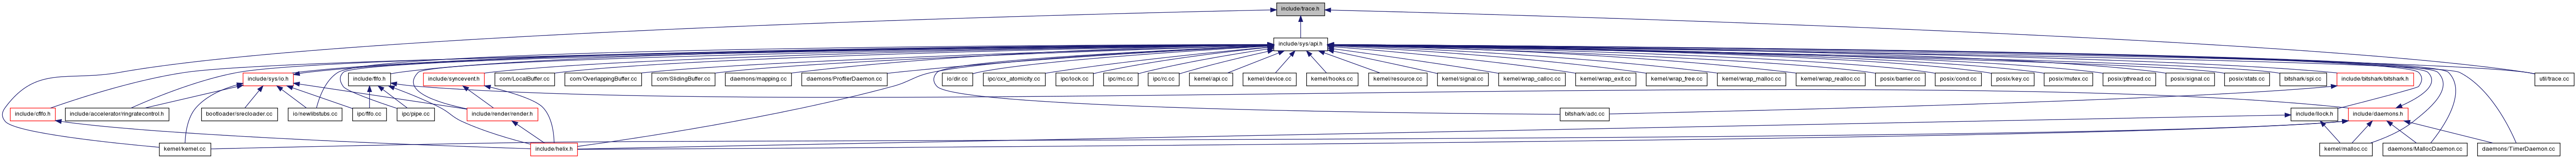 include/trace.h
include/sys/api.h
include/sys/io.h
include/fifo.h
include/syncevent.h
com/LocalBuffer.cc
com/OverlappingBuffer.cc
com/SlidingBuffer.cc
daemons/mapping.cc
daemons/ProfilerDaemon.cc
io/dir.cc
ipc/cxx_atomicity.cc
ipc/lock.cc
ipc/mc.cc
ipc/rc.cc
kernel/api.cc
kernel/device.cc
kernel/hooks.cc
kernel/resource.cc
kernel/signal.cc
kernel/wrap_calloc.cc
kernel/wrap_exit.cc
kernel/wrap_free.cc
kernel/wrap_malloc.cc
kernel/wrap_realloc.cc
posix/barrier.cc
posix/cond.cc
posix/key.cc
posix/mutex.cc
posix/pthread.cc
posix/signal.cc
posix/stats.cc
bitshark/spi.cc
include/bitshark/bitshark.h
util/trace.cc
include/cfifo.h
include/accelerator/ringratecontrol.h
bootloader/srecloader.cc
io/newlibstubs.cc
ipc/fifo.cc
ipc/pipe.cc
include/render/render.h
bitshark/adc.cc
include/flock.h
include/daemons.h
kernel/kernel.cc
include/helix.h
kernel/malloc.cc
daemons/MallocDaemon.cc
daemons/TimerDaemon.cc